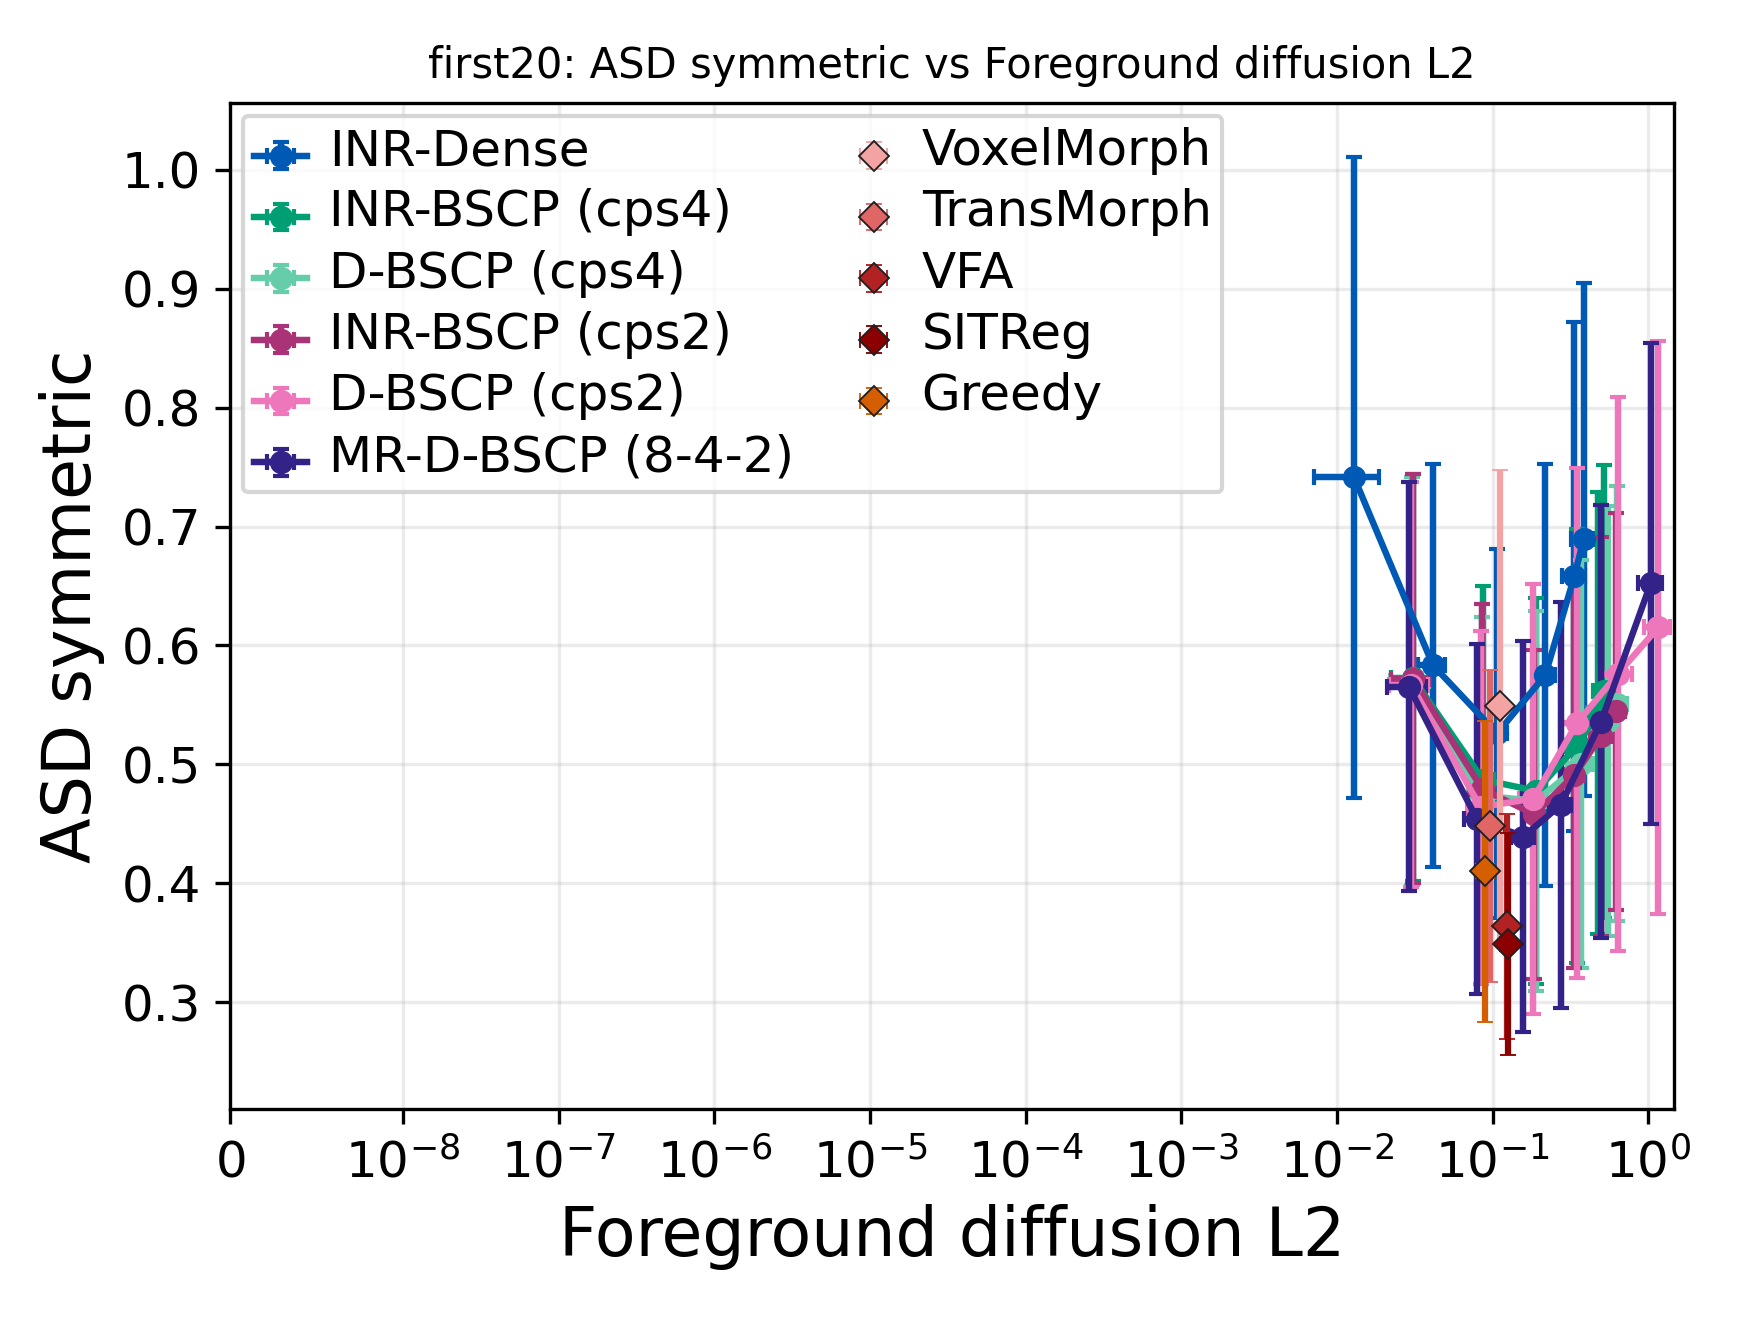 first20: ASD symmetric vs Foreground diffusion L2
INR-Dense
INR-BSCP (cps4)
D-BSCP (cps4)
INR-BSCP (cps2)
D-BSCP (cps2)
MR-D-BSCP (8-4-2)
VoxelMorph
TransMorph
VFA
SITReg
Greedy
ASD symmetric
1.0
0.9
0.8
0.7
0.6
0.5
0.4
0.3
0 10⁻⁸ 10⁻⁷ 10⁻⁶ 10⁻⁵ 10⁻⁴ 10⁻³ 10⁻² 10⁻¹ 10⁰
Foreground diffusion L2